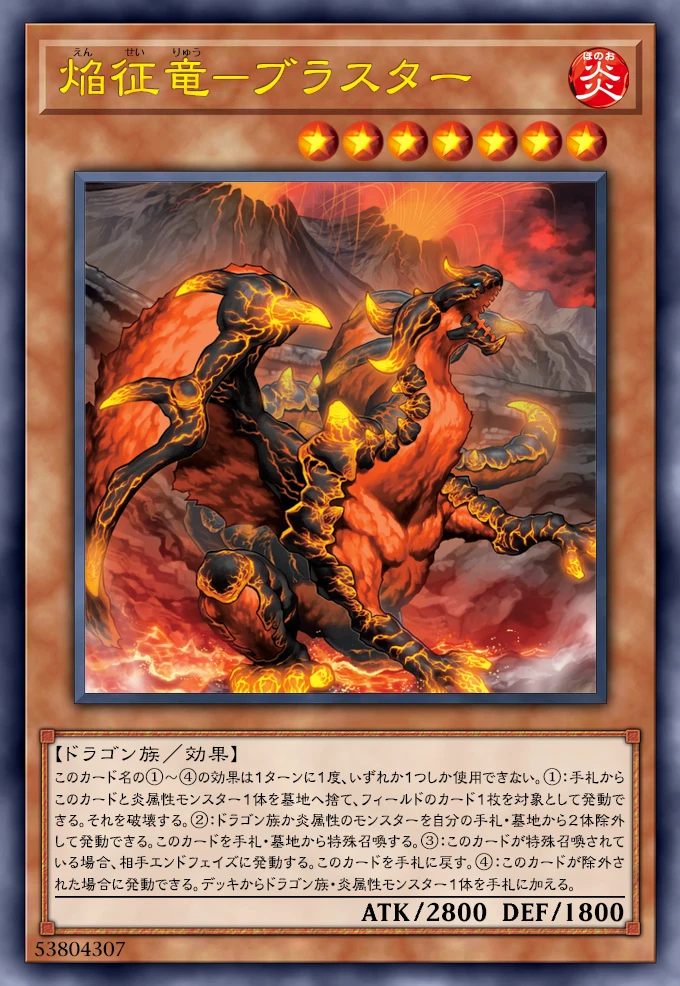 えん せい りゅう
焔征竜－ブラスター
ほのお
炎
【ドラゴン族／効果】
このカード名の①～④の効果は1ターンに1度、いずれか1つしか使用できない。①：手札から
このカードと炎属性モンスター1体を墓地へ捨て、フィールドのカード1枚を対象として発動で
きる。それを破壊する。②：ドラゴン族か炎属性のモンスターを自分の手札・墓地から2体除外
して発動できる。このカードを手札・墓地から特殊召喚する。③：このカードが特殊召喚されて
いる場合、相手エンドフェイズに発動する。このカードを手札に戻す。④：このカードが除外さ
れた場合に発動できる。デッキからドラゴン族・炎属性モンスター1体を手札に加える。
ATK/2800 DEF/1800
53804307